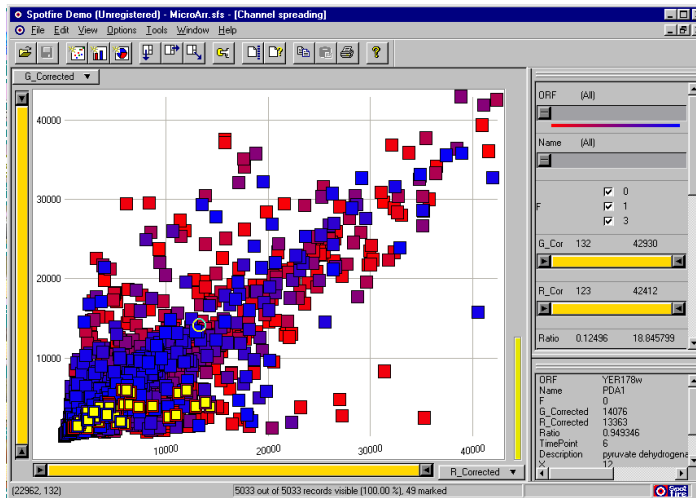 Spotfire Demo (Unregistered) - MicroArr.sfs - [Channel spreading]
File Edit View Options Tools Window Help
G_Corrected
40000
30000
20000
10000
10000 20000 30000 40000
R_Corrected
ORF (All)
Name (All)
0
F 1
3
G_Cor 132 42930
R_Cor 123 42412
Ratio 0.12496 18.845799
ORF YER178w
Name PDA1
F 0
G_Corrected 14076
R_Corrected 13363
Ratio 0.949346
TimePoint 6
Description pyruvate dehydrogena
X 12
(22962, 132) 5033 out of 5033 records visible (100.00 %), 49 marked